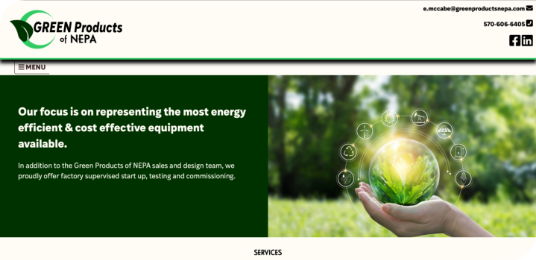 GREEN Products
of NEPA
o.mccabe@greenproductsnepa.com
570-606-6405
MENU
Our focus is on representing the most energy
efficient & cost effective equipment
available.
In addition to the Green Products of NEPA sales and design team, we
proudly offer factory supervised start up, testing and commissioning.
SERVICES